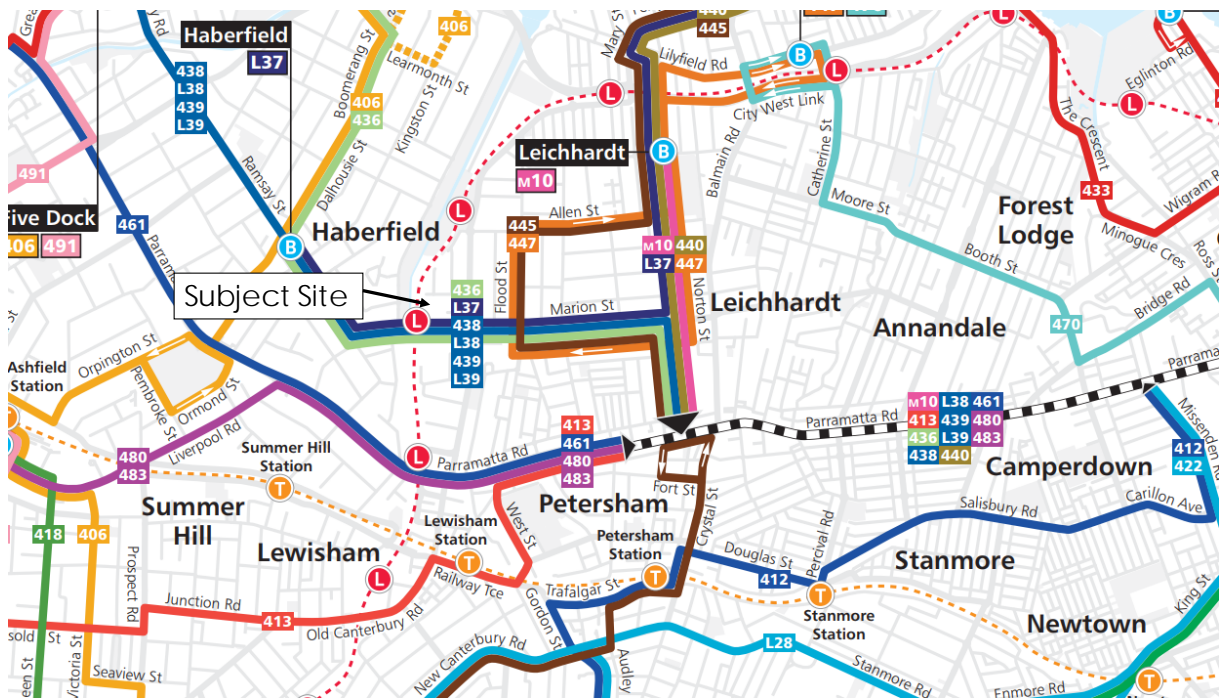 Haberfield
L37
438
L38
439
L39
Ramsay St
Boomerang St
406
436
Dalhousie St
406
Learmonth St
Kingston St
Mary St
445
Lilyfield Rd
B
L
City West Link
Balmain Rd
Catherine St
Eglinton Rd
The Crescent
433
Wigram R
Minogue Cres
Ross S
Forest
Lodge
491
Five Dock
406 491
461
Haberfield
B
Leichhardt
M10
B
Allen St
445
447
Flood St
M10 440
L37 447
Norton St
Leichhardt
Moore St
Booth St
470
Bridge Rd
Annandale
Subject Site
436
L37
438
L38
439
L39
Marion St
L
Ashfield
Station
Orpington St
Pembroke St
Ormond St
Liverpool Rd
480
483
Summer Hill
Station
T
Summer
Hill
Parramatta Rd
413
461
480
483
Parramatta Rd
M10 L38 461
413 439 480
436 L39 483
438 440
Missenden Rd
412
422
Camperdown
Carillon Ave
Salisbury Rd
Petersham
Fort St
Crystal St
West St
Lewisham
Station
T
Lewisham
Petersham
Station
T
Douglas St
412
Percival Rd
Stanmore
T
Stanmore
Station
Railway Tce
Trafalgar St
Gordon St
418
406
Prospect Rd
Junction Rd
413
Old Canterbury Rd
New Canterbury Rd
Audley
L28
Stanmore Rd
Newtown
King St
Enmore Rd
T
Victoria St
Seaview St